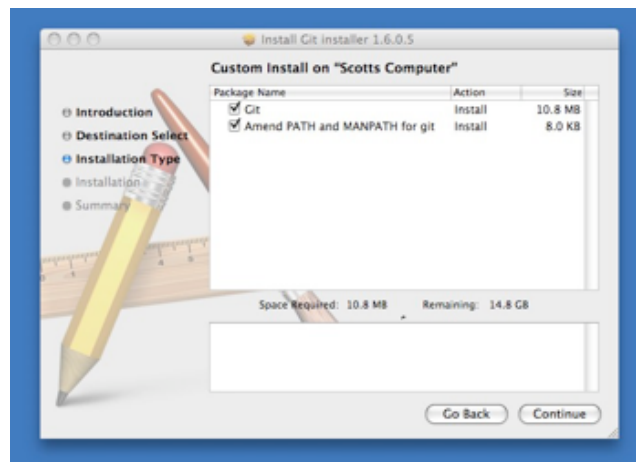 Install Git installer 1.6.0.5
Custom Install on "Scotts Computer"
Package Name Action Size
Git Install 10.8 MB
Amend PATH and MANPATH for git Install 8.0 KB
Introduction
Destination Select
Installation Type
Installation
Summary
Space Required: 10.8 MB Remaining: 14.8 GB
Go Back Continue